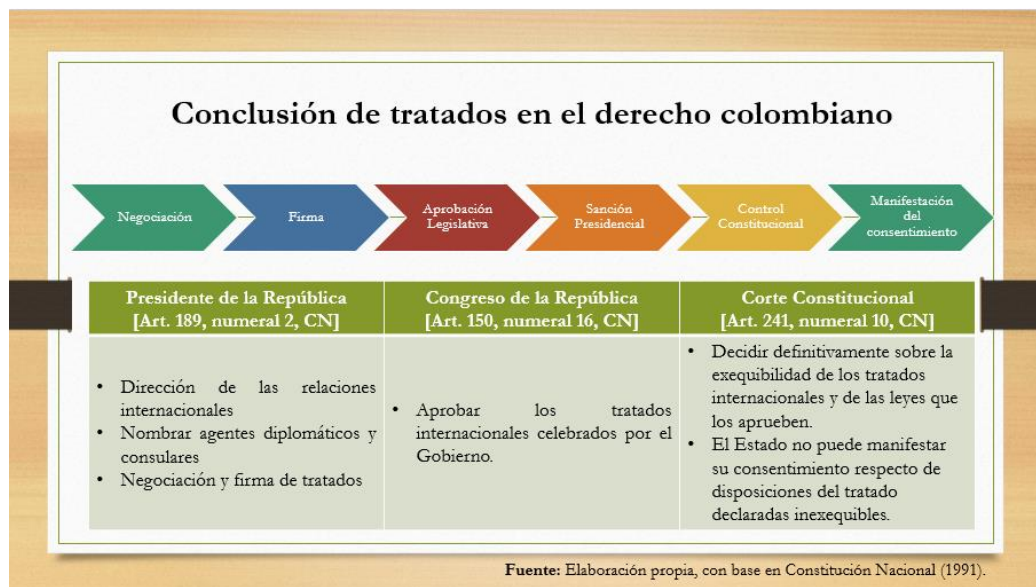 Conclusión de tratados en el derecho colombiano
Negociación
Firma
Aprobación
Legislativa
Sanción
Presidencial
Control
Constitucional
Manifestación
del
consentimiento
Presidente de la República
[Art. 189, numeral 2, CN]
• Dirección de las relaciones
internacionales
• Nombrar agentes diplomáticos y
consulares
• Negociación y firma de tratados
Congreso de la República
[Art. 150, numeral 16, CN]
• Aprobar los tratados
internacionales celebrados por el
Gobierno.
Corte Constitucional
[Art. 241, numeral 10, CN]
• Decidir definitivamente sobre la
exequibilidad de los tratados
internacionales y de las leyes que
los aprueben.
• El Estado no puede manifestar
su consentimiento respecto de
disposiciones del tratado
declaradas inexequibles.
Fuente: Elaboración propia, con base en Constitución Nacional (1991).